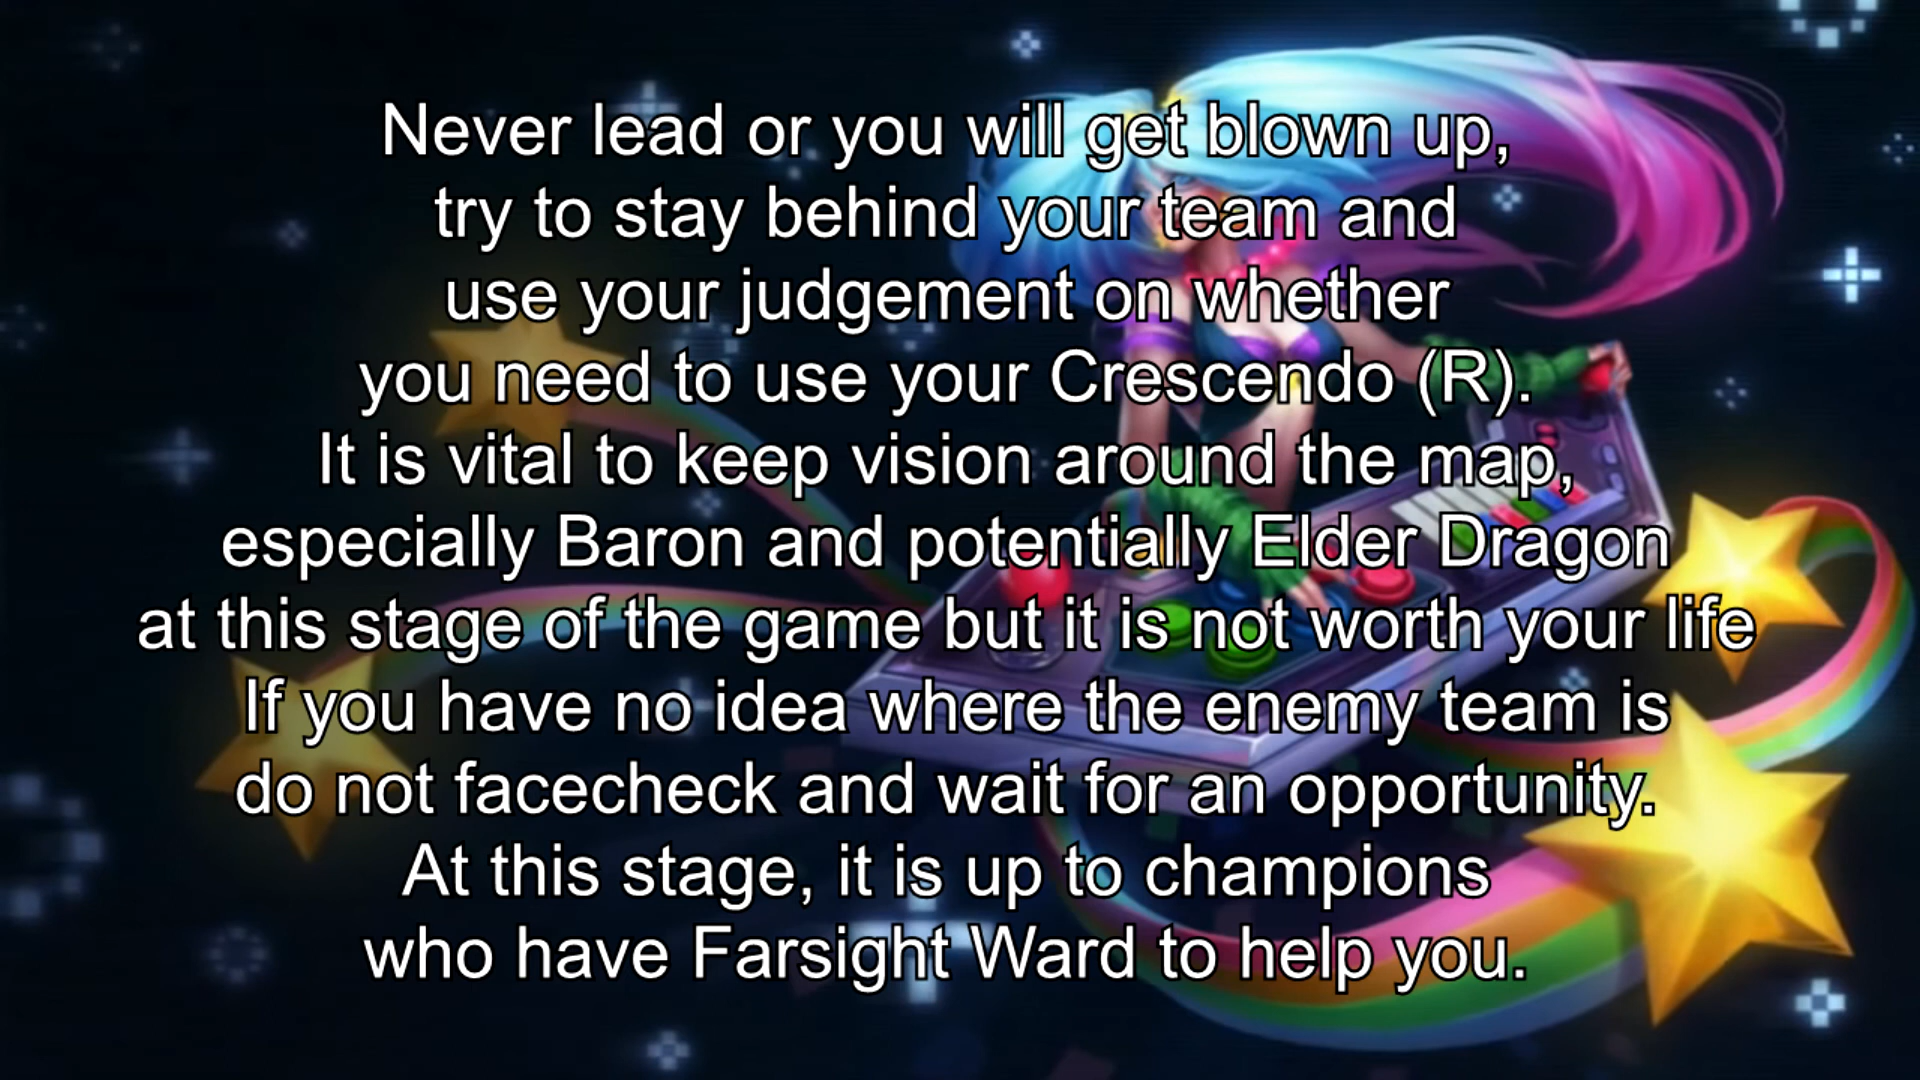 Never lead or you will get blown up,
try to stay behind your team and
use your judgement on whether
you need to use your Crescendo (R).
It is vital to keep vision around the map,
especially Baron and potentially Elder Dragon
at this stage of the game but it is not worth your life
If you have no idea where the enemy team is
do not facecheck and wait for an opportunity.
At this stage, it is up to champions
who have Farsight Ward to help you.